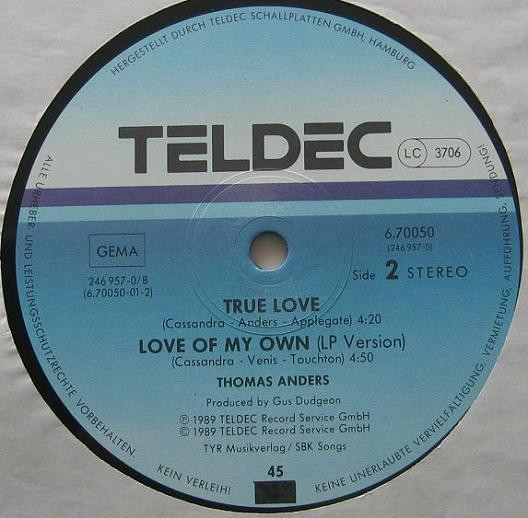 HERGESTELLT DURCH TELDEC SCHALLPLATTEN GMBH, HAMBURG
TELDEC
LC 3706
GEMA
246 957-0/B
(6.70050-01-2)
6.70050
(246 957-0)
Side 2 STEREO
TRUE LOVE
(Cassandra - Anders - Applegate) 4:20
LOVE OF MY OWN (LP Version)
(Cassandra - Venis - Touchton) 4:50
THOMAS ANDERS
Produced by Gus Dudgeon
℗ 1989 TELDEC Record Service GmbH
© 1989 TELDEC Record Service GmbH
TYR Musikverlag / SBK Songs
45
ALLE URHEBER- UND LEISTUNGSSCHUTZRECHTE VORBEHALTEN.
KEIN VERLEIH!
KEINE UNERLAUBTE VERVIELFÄLTIGUNG, VERMIETUNG, AUFFÜHRUNG, SENDUNG!